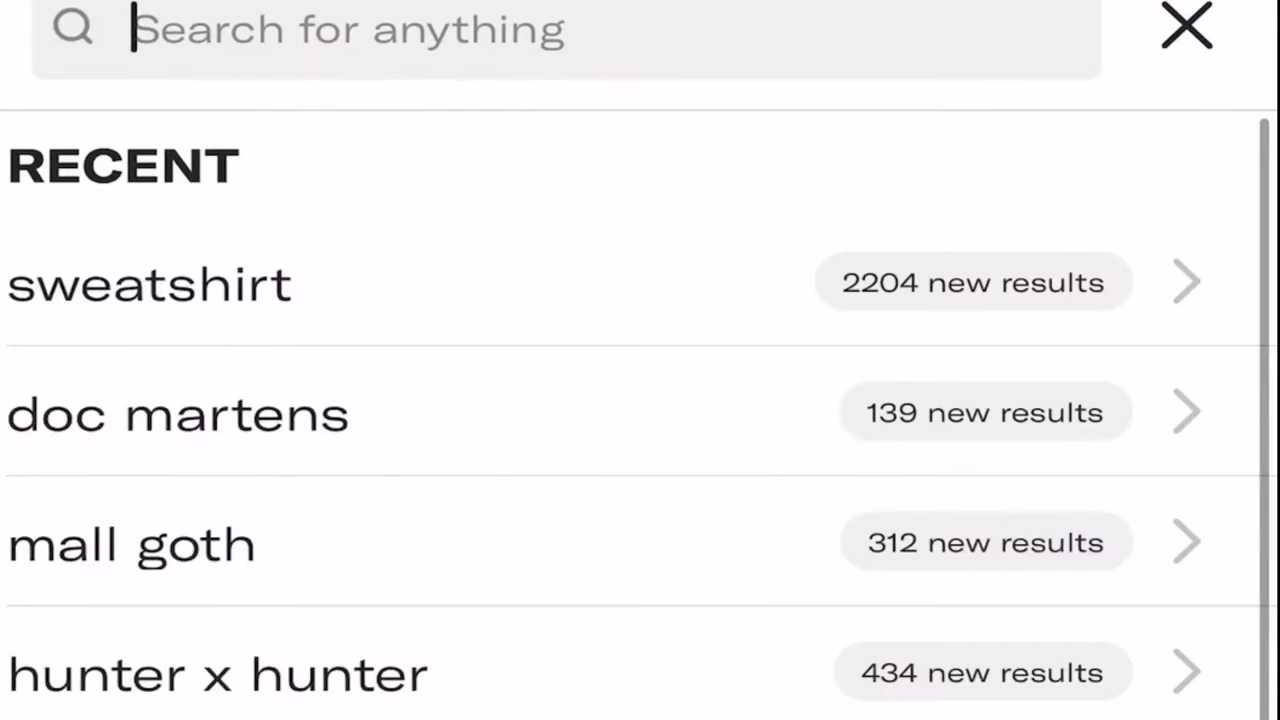 Search for anything
RECENT
sweatshirt 2204 new results
doc martens 139 new results
mall goth 312 new results
hunter x hunter 434 new results